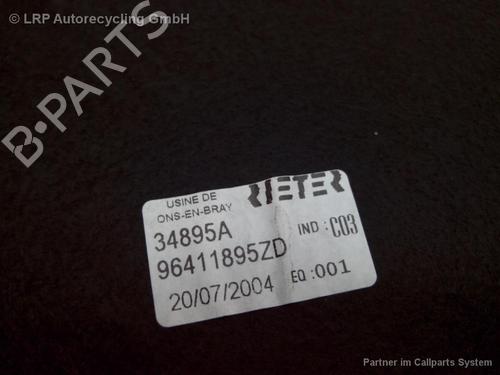 © LRP Autorecycling GmbH
B-PARTS
USINE DE
ONS-EN-BRAY
RIETER
34895A
IND : C03
96411895ZD
20/07/2004
EQ :001
Partner im Callparts System